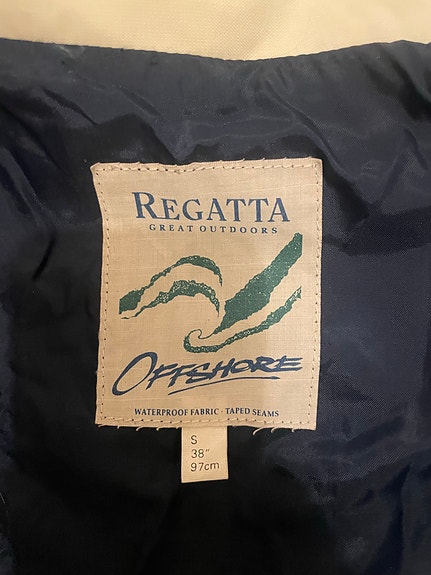 REGATTA
GREAT OUTDOORS
OFFSHORE
WATERPROOF FABRIC · TAPED SEAMS
S
38"
97cm